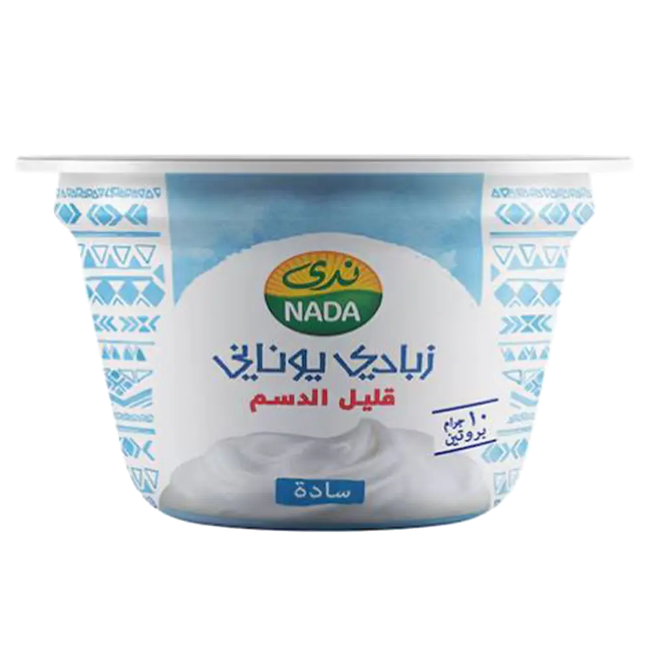 ندى
NADA
زبادي يوناني
قليل الدسم
١٠ جرام
بروتين
سادة